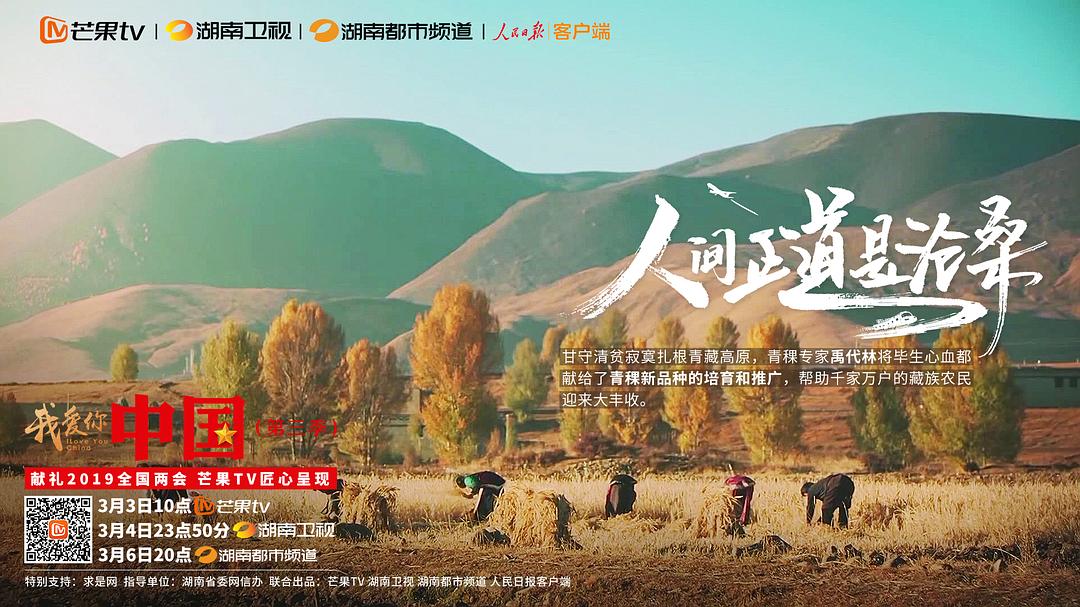 芒果tv | 湖南卫视 | 湖南都市频道 | 人民日报 客户端
人间正道是沧桑
甘守清贫寂寞扎根青藏高原，青稞专家禹代林将毕生心血都
献给了青稞新品种的培育和推广，帮助千家万户的藏族农民
迎来大丰收。
我爱你 中国（第三季）
I Love You
China
献礼2019全国两会 芒果TV匠心呈现
3月3日10点 芒果tv
3月4日23点50分 湖南卫视
3月6日20点 湖南都市频道
特别支持：求是网 指导单位：湖南省委网信办 联合出品：芒果TV 湖南卫视 湖南都市频道 人民日报客户端